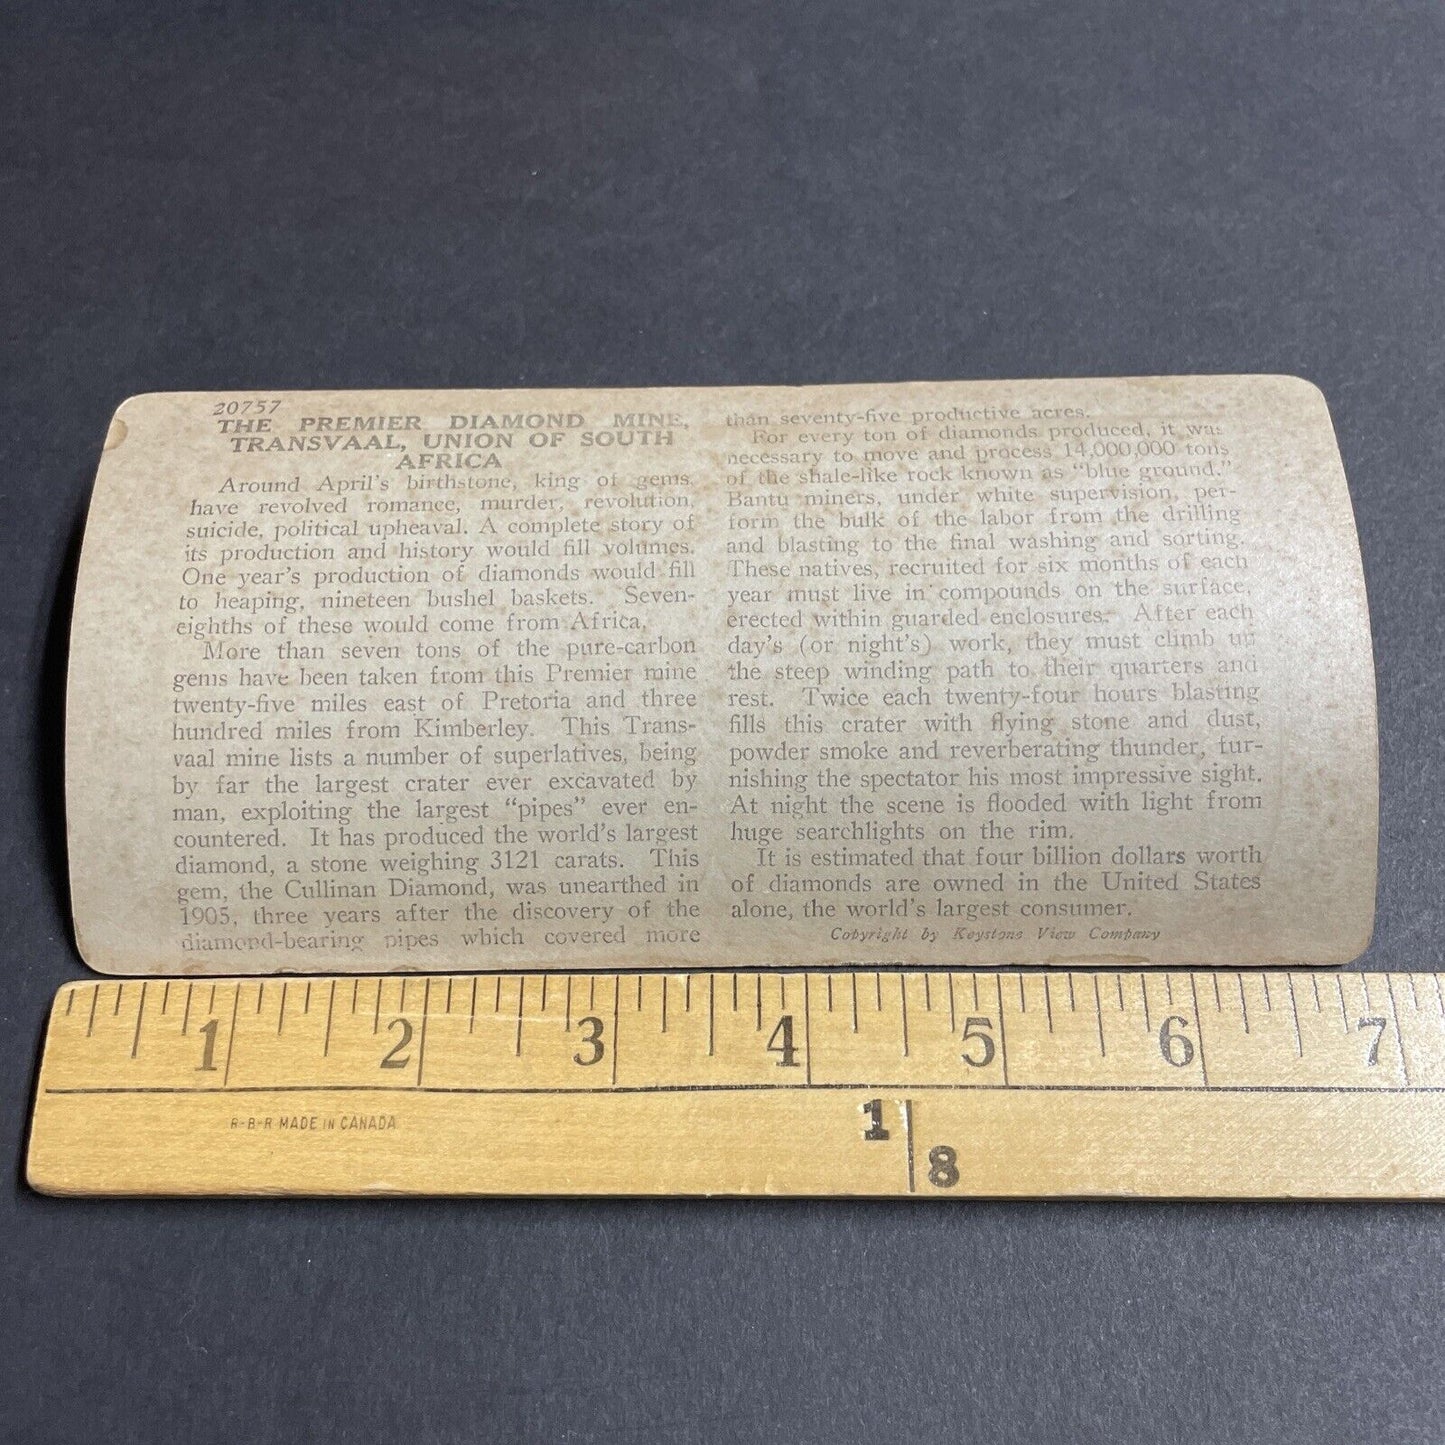 20757
THE PREMIER DIAMOND MINE,
TRANSVAAL, UNION OF SOUTH
AFRICA
Around April's birthstone, king of gems,
have revolved romance, murder, revolution,
suicide, political upheaval. A complete story of
its production and history would fill volumes.
One year's production of diamonds would fill
to heaping, nineteen bushel baskets. Seven-
eighths of these would come from Africa.
More than seven tons of the pure-carbon
gems have been taken from this Premier mine
twenty-five miles east of Pretoria and three
hundred miles from Kimberley. This Trans-
vaal mine lists a number of superlatives, being
by far the largest crater ever excavated by
man, exploiting the largest "pipes" ever en-
countered. It has produced the world's largest
diamond, a stone weighing 3121 carats. This
gem, the Cullinan Diamond, was unearthed in
1905, three years after the discovery of the
diamond-bearing pipes which covered more
than seventy-five productive acres.
For every ton of diamonds produced, it was
necessary to move and process 14,000,000 tons
of the shale-like rock known as "blue ground."
Bantu miners, under white supervision, per-
form the bulk of the labor from the drilling
and blasting to the final washing and sorting.
These natives, recruited for six months of each
year must live in compounds on the surface,
erected within guarded enclosures. After each
day's (or night's) work, they must climb up
the steep winding path to their quarters and
rest. Twice each twenty-four hours blasting
fills this crater with flying stone and dust,
powder smoke and reverberating thunder, fur-
nishing the spectator his most impressive sight.
At night the scene is flooded with light from
huge searchlights on the rim.
It is estimated that four billion dollars worth
of diamonds are owned in the United States
alone, the world's largest consumer.
Copyright by Keystone View Company
1 2 3 4 5 6 7
R-B-R MADE IN CANADA
1 8